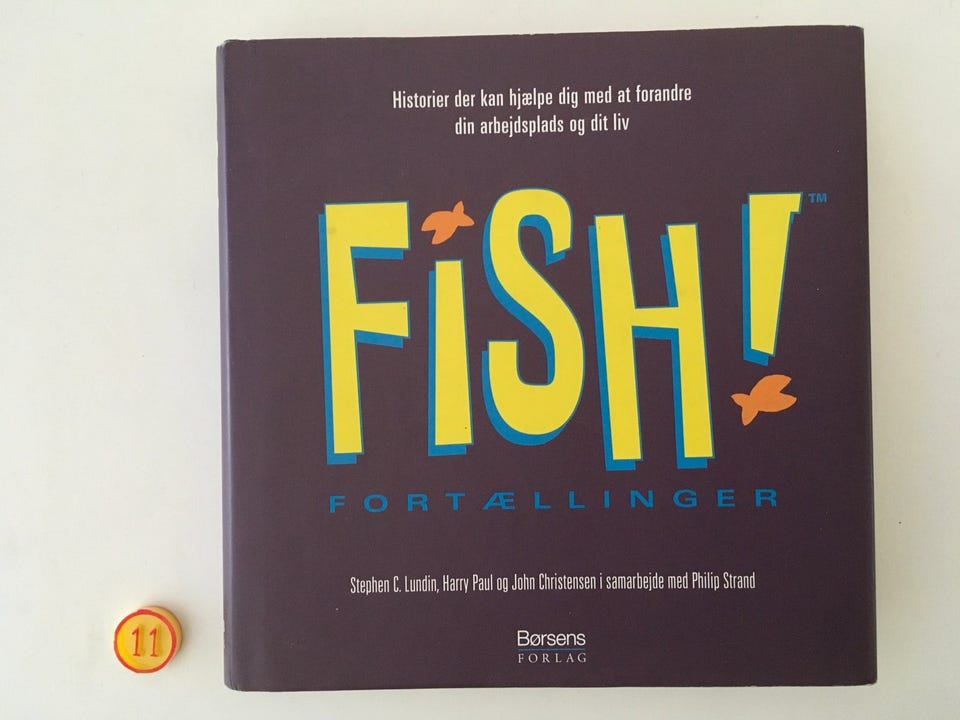 Historier der kan hjælpe dig med at forandre
din arbejdsplads og dit liv
FiSH! ™
FORTÆLLINGER
Stephen C. Lundin, Harry Paul og John Christensen i samarbejde med Philip Strand
Børsens
FORLAG
11